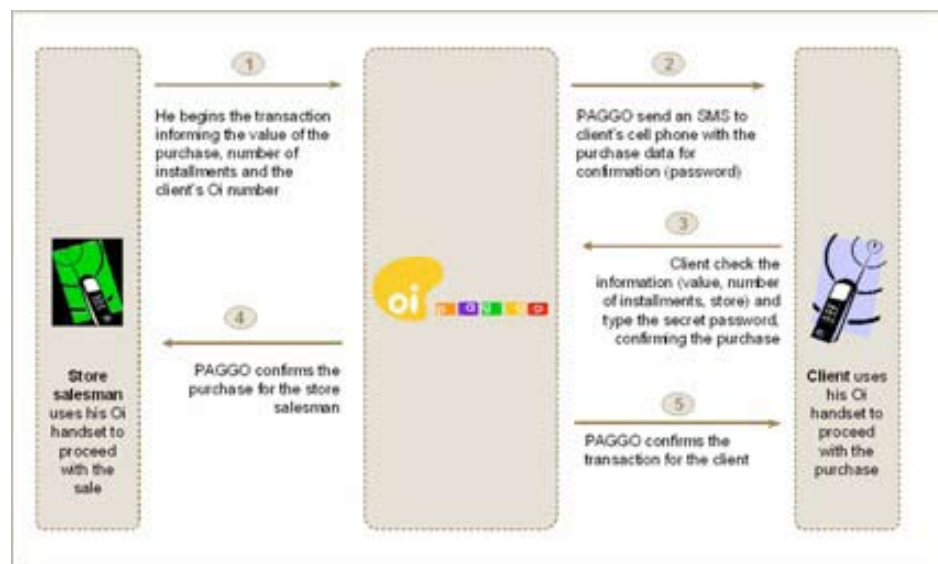 1
He begins the transaction
informing the value of the
purchase, number of
installments and the
client's Oi number
2
PAGGO send an SMS to
client's cell phone with the
purchase data for
confirmation (password)
3
Client check the
information (value, number
of installments, store) and
type the secret password,
confirming the purchase
oi paggo
4
PAGGO confirms the
purchase for the store
salesman
5
PAGGO confirms the
transaction for the client
Store
salesman
uses his Oi
handset to
proceed
with the
sale
Client uses
his Oi
handset to
proceed
with the
purchase